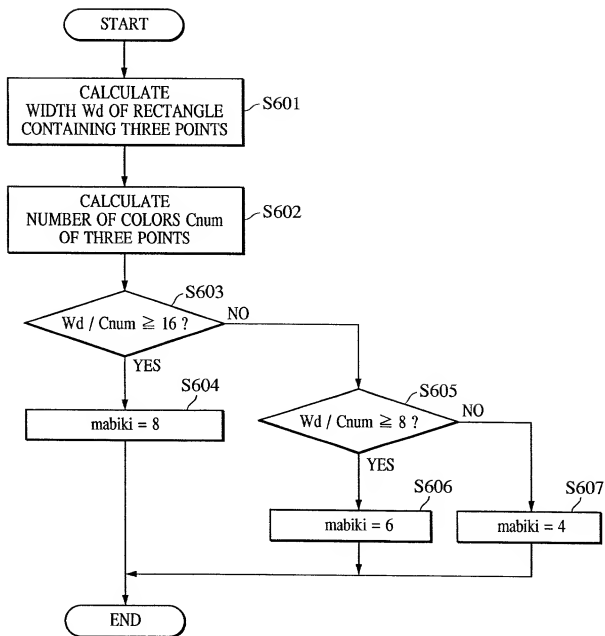 START
CALCULATE
WIDTH Wd OF RECTANGLE
CONTAINING THREE POINTS
S601
CALCULATE
NUMBER OF COLORS Cnum
OF THREE POINTS
S602
S603
Wd / Cnum ≧ 16 ?
NO
YES
S604
mabiki = 8
S605
Wd / Cnum ≧ 8 ?
NO
YES
S606
mabiki = 6
S607
mabiki = 4
END